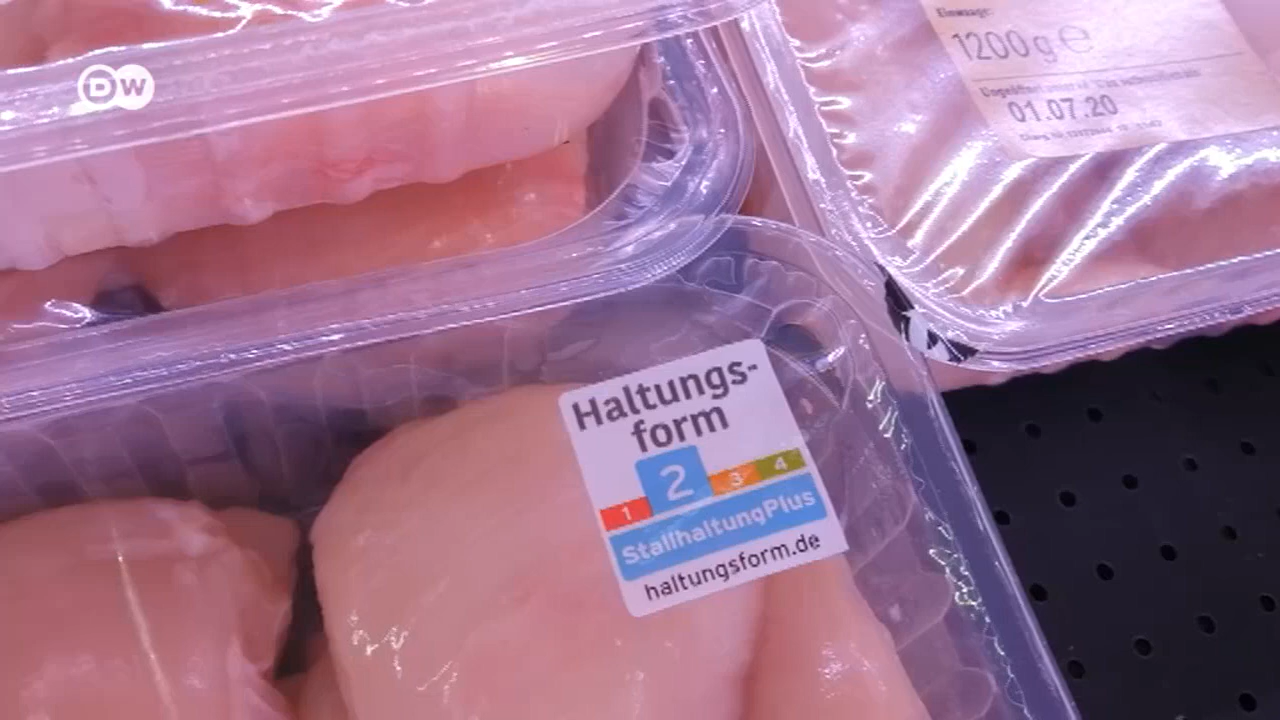 DW
1200 g e
01.07.20
Haltungs-
form
1 2 3 4
StallhaltungPlus
haltungsform.de